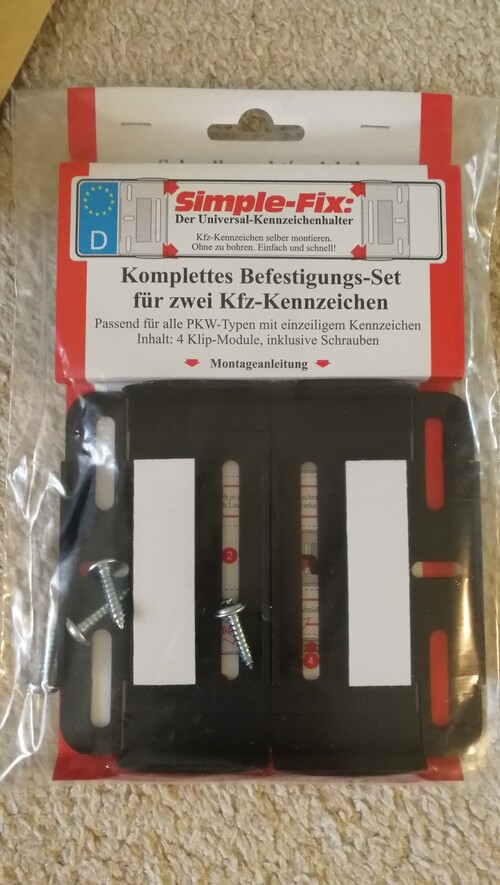 D
Simple-Fix:
Der Universal-Kennzeichenhalter
Kfz-Kennzeichen selber montieren.
Ohne zu bohren. Einfach und schnell!
Komplettes Befestigungs-Set
für zwei Kfz-Kennzeichen
Passend für alle PKW-Typen mit einzeiligem Kennzeichen
Inhalt: 4 Klip-Module, inklusive Schrauben
Montageanleitung
2
4